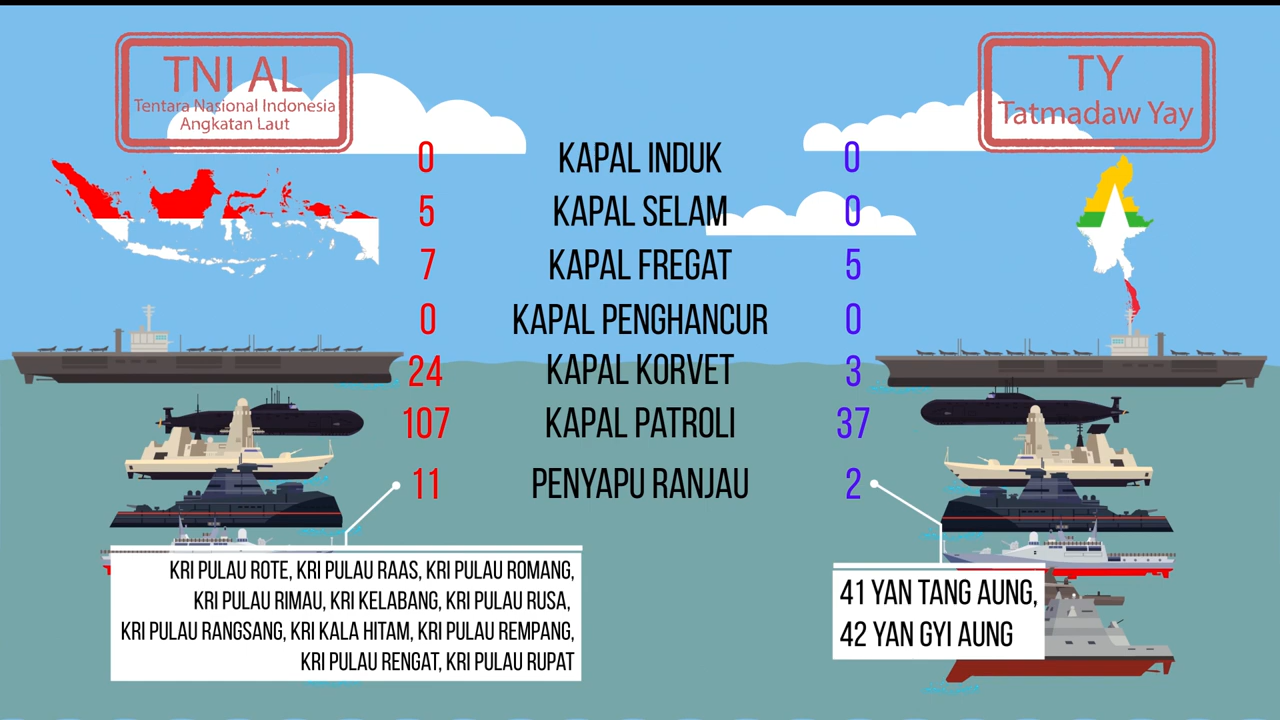 TNI AL
Tentara Nasional Indonesia
Angkatan Laut
TY
Tatmadaw Yay
0 KAPAL INDUK 0
5 KAPAL SELAM 0
7 KAPAL FREGAT 5
0 KAPAL PENGHANCUR 0
24 KAPAL KORVET 3
107 KAPAL PATROLI 37
11 PENYAPU RANJAU 2
KRI PULAU ROTE, KRI PULAU RAAS, KRI PULAU ROMANG,
KRI PULAU RIMAU, KRI KELABANG, KRI PULAU RUSA,
KRI PULAU RANGSANG, KRI KALA HITAM, KRI PULAU REMPANG,
KRI PULAU RENGAT, KRI PULAU RUPAT
41 YAN TANG AUNG,
42 YAN GYI AUNG